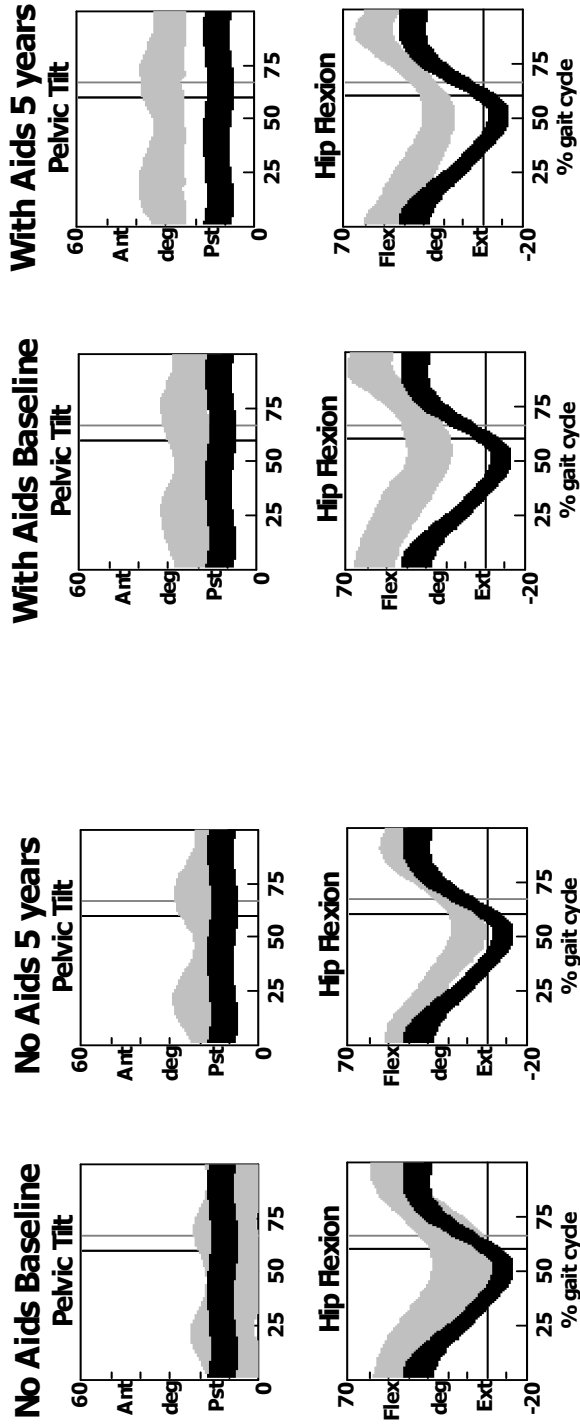 No Aids Baseline
Pelvic Tilt
60
Ant
deg
Pst
0
25
50
75
Hip Flexion
70
Flex
deg
Ext
-20
25
50
75
% gait cycle
No Aids 5 years
Pelvic Tilt
60
Ant
deg
Pst
0
25
50
75
Hip Flexion
70
Flex
deg
Ext
-20
25
50
75
% gait cycle
With Aids Baseline
Pelvic Tilt
60
Ant
deg
Pst
0
25
50
75
Hip Flexion
70
Flex
deg
Ext
-20
25
50
75
% gait cycle
With Aids 5 years
Pelvic Tilt
60
Ant
deg
Pst
0
25
50
75
Hip Flexion
70
Flex
deg
Ext
-20
25
50
75
% gait cycle